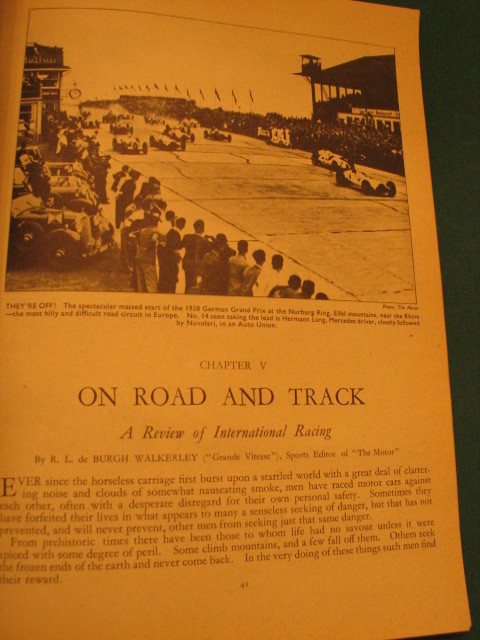 Photo: The Motor
THEY'RE OFF! The spectacular massed start of the 1938 German Grand Prix at the Nurburg Ring, Eifel mountains, near the Rhine
—the most hilly and difficult road circuit in Europe. No. 14 seen taking the lead is Hermann Lang, Mercedes driver, closely followed
by Nuvolari, in an Auto Union.
CHAPTER V
ON ROAD AND TRACK
A Review of International Racing
By R. L. de BURGH WALKERLEY ("Grande Vitesse"), Sports Editor of "The Motor"
EVER since the horseless carriage first burst upon a startled world with a great deal of clatter-
ing noise and clouds of somewhat nauseating smoke, men have raced motor cars against
each other, often with a desperate disregard for their own personal safety. Sometimes they
have forfeited their lives in what appears to many a senseless seeking of danger, but that has not
prevented, and will never prevent, other men from seeking just that same danger.
From prehistoric times there have been those to whom life had no savour unless it were
spiced with some degree of peril. Some climb mountains, and a few fall off them. Others seek
the frozen ends of the earth and never come back. In the very doing of these things such men find
their reward.